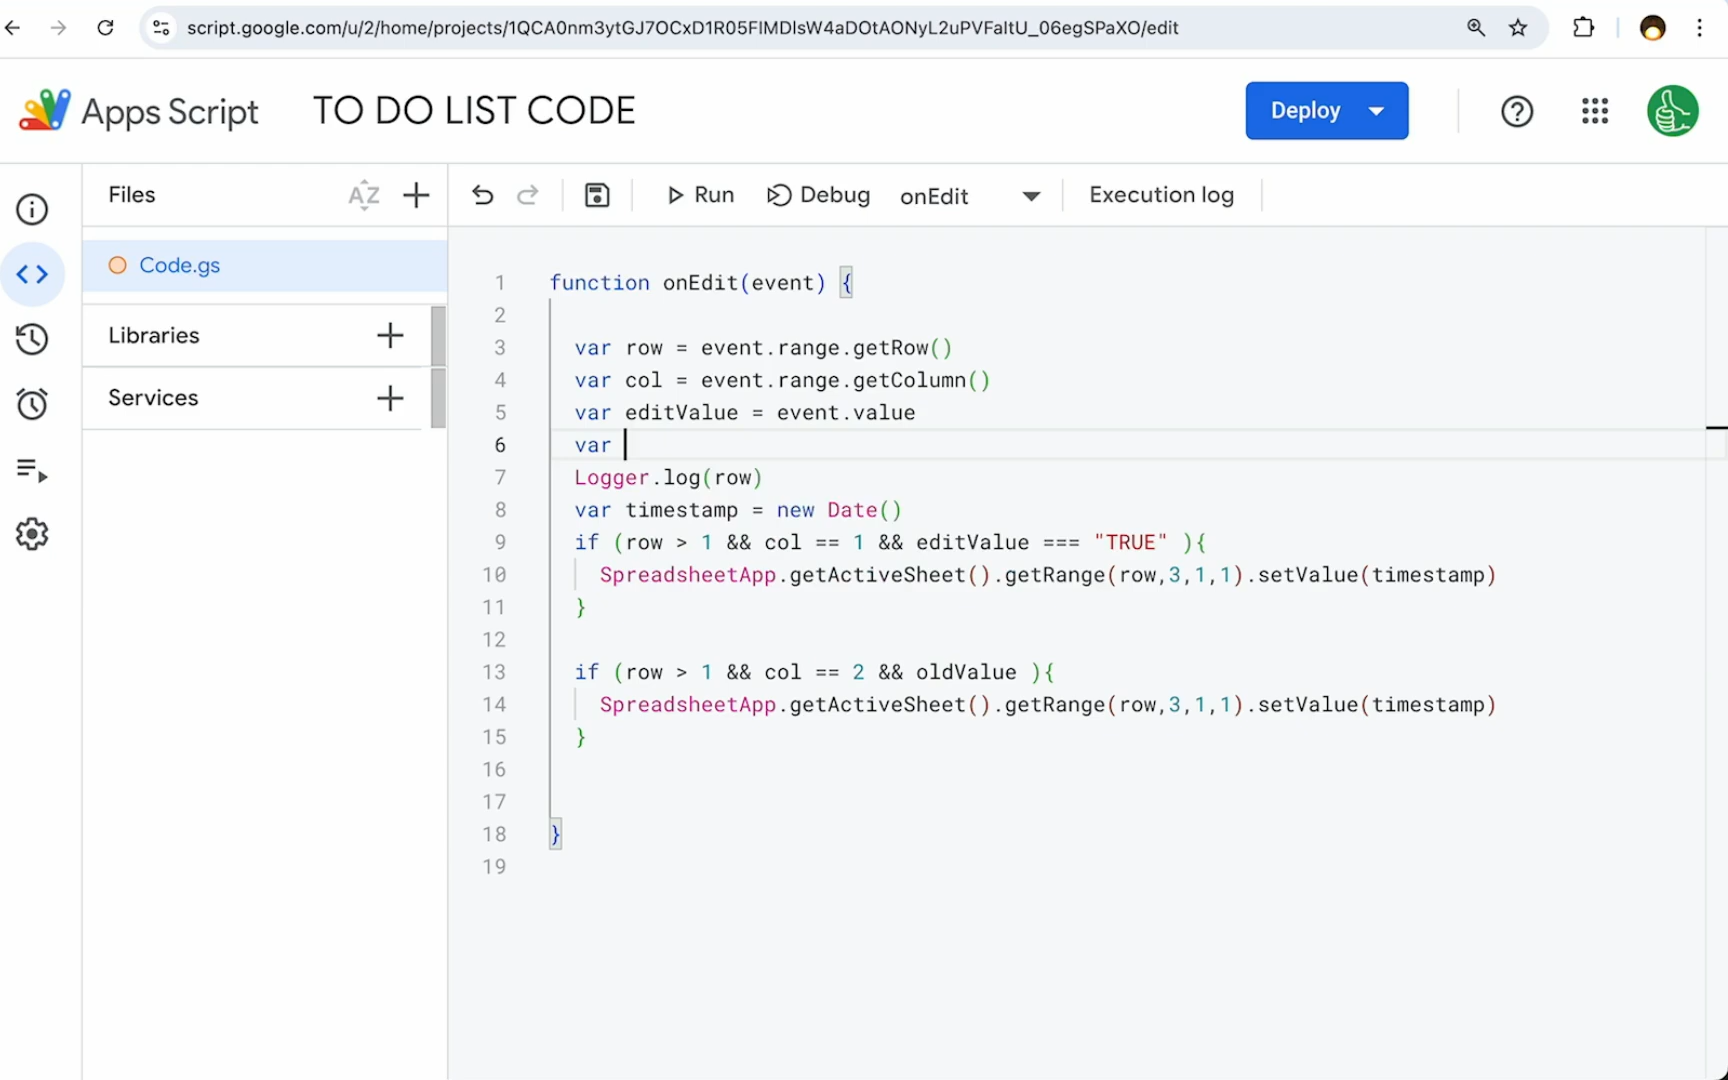 script.google.com/u/2/home/projects/1QCA0nm3ytGJ7OCxD1R05FlMDlsW4aDOtAONyL2uPVFaltU_06egSPaXO/edit
Apps Script TO DO LIST CODE Deploy
Files AZ Run Debug onEdit Execution log
Code.gs
Libraries
Services
1 function onEdit(event) {
2
3 var row = event.range.getRow()
4 var col = event.range.getColumn()
5 var editValue = event.value
6 var
7 Logger.log(row)
8 var timestamp = new Date()
9 if (row > 1 && col == 1 && editValue === "TRUE" ){
10 SpreadsheetApp.getActiveSheet().getRange(row,3,1,1).setValue(timestamp)
11 }
12
13 if (row > 1 && col == 2 && oldValue ){
14 SpreadsheetApp.getActiveSheet().getRange(row,3,1,1).setValue(timestamp)
15 }
16
17
18 }
19